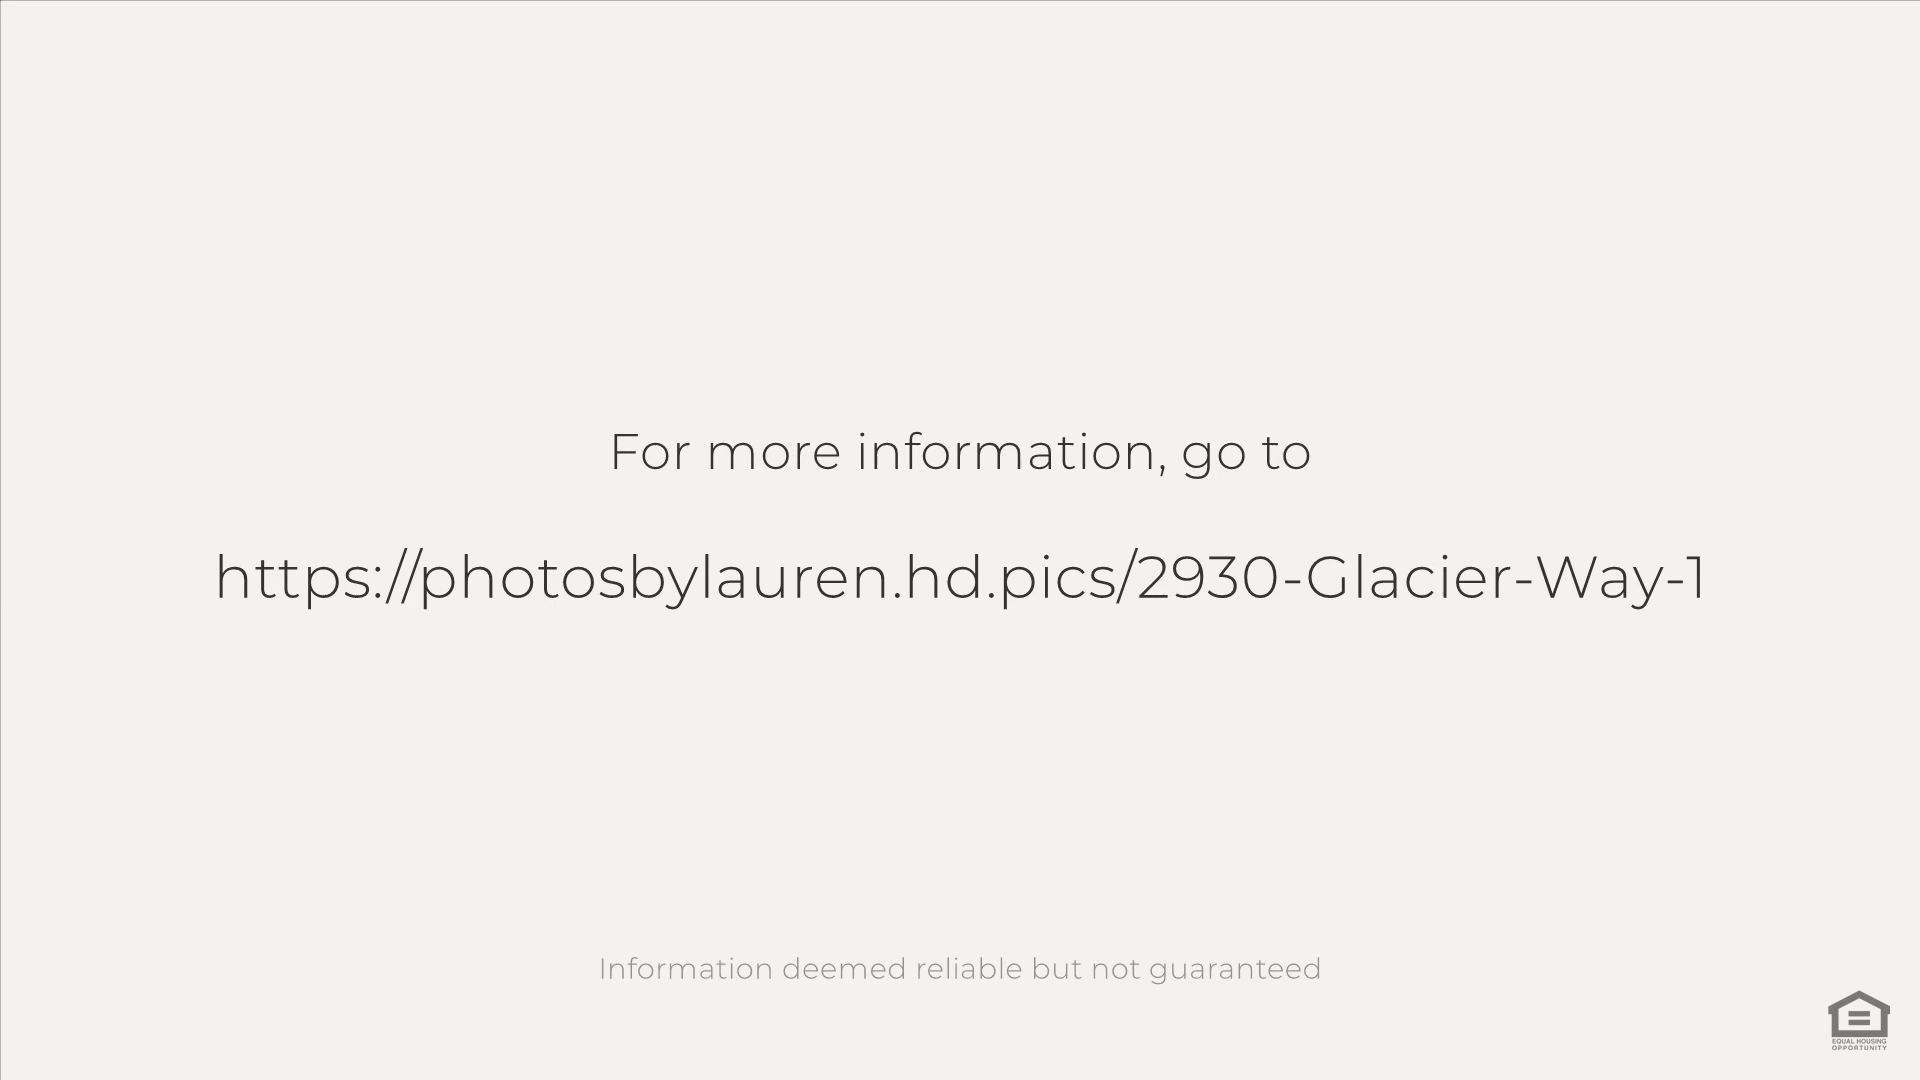 For more information, go to
https://photosbylauren.hd.pics/2930-Glacier-Way-1
Information deemed reliable but not guaranteed
EQUAL HOUSING
OPPORTUNITY